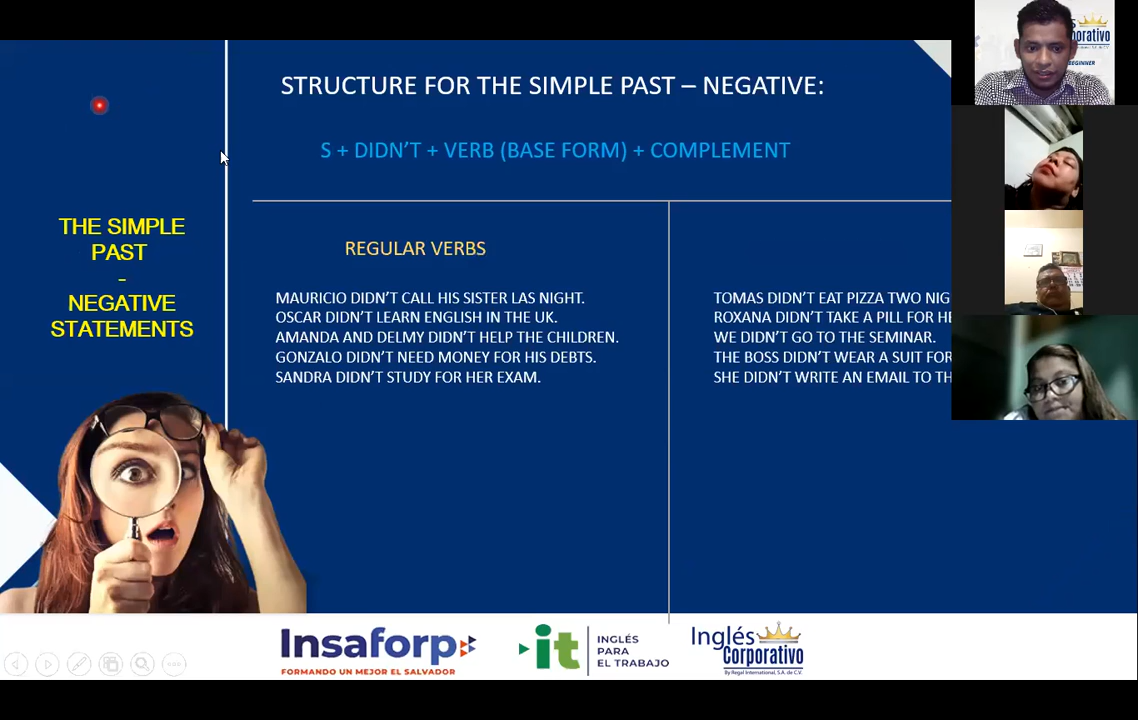 STRUCTURE FOR THE SIMPLE PAST – NEGATIVE:
S + DIDN'T + VERB (BASE FORM) + COMPLEMENT
THE SIMPLE
PAST
-
NEGATIVE
STATEMENTS
REGULAR VERBS
MAURICIO DIDN'T CALL HIS SISTER LAS NIGHT.
OSCAR DIDN'T LEARN ENGLISH IN THE UK.
AMANDA AND DELMY DIDN'T HELP THE CHILDREN.
GONZALO DIDN'T NEED MONEY FOR HIS DEBTS.
SANDRA DIDN'T STUDY FOR HER EXAM.
TOMAS DIDN'T EAT PIZZA TWO NIG
ROXANA DIDN'T TAKE A PILL FOR HE
WE DIDN'T GO TO THE SEMINAR.
THE BOSS DIDN'T WEAR A SUIT FOR
SHE DIDN'T WRITE AN EMAIL TO TH
Insaforp
FORMANDO UN MEJOR EL SALVADOR
it
INGLÉS
PARA
EL TRABAJO
Inglés
Corporativo
By Regal International, S.A. de C.V.
orporativo
BEGINNER